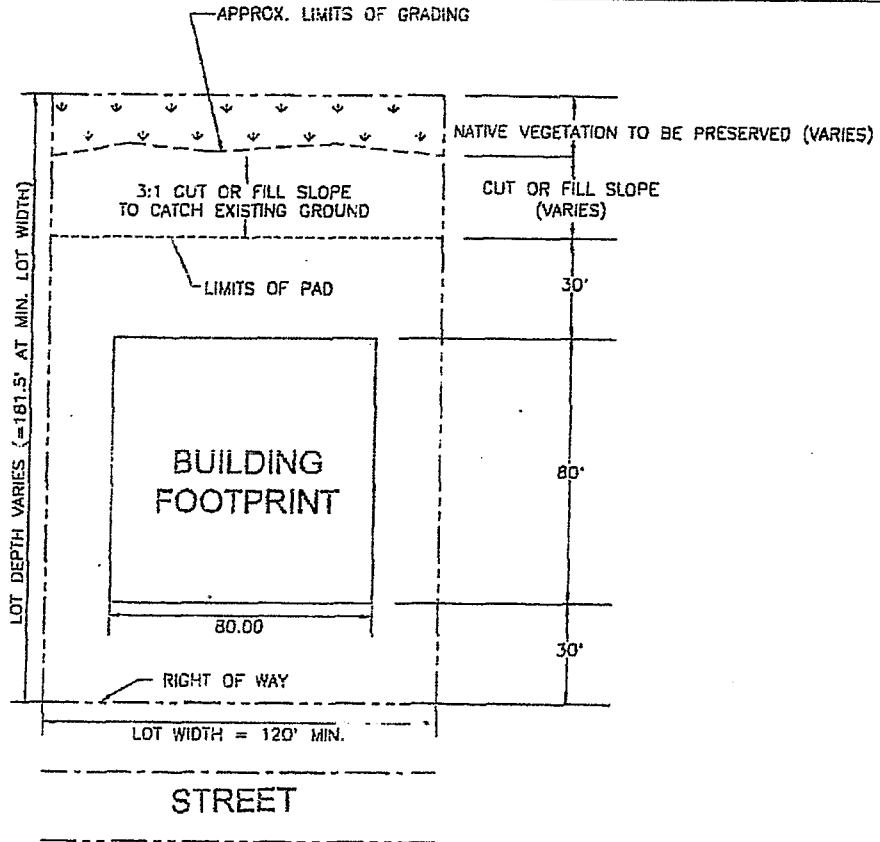 APPROX. LIMITS OF GRADING
NATIVE VEGETATION TO BE PRESERVED (VARIES)
3:1 CUT OR FILL SLOPE
TO CATCH EXISTING GROUND
CUT OR FILL SLOPE
(VARIES)
LIMITS OF PAD
30'
LOT DEPTH VARIES (=181.5' AT MIN. LOT WIDTH)
BUILDING
FOOTPRINT
80'
80.00
30'
RIGHT OF WAY
LOT WIDTH = 120' MIN.
STREET